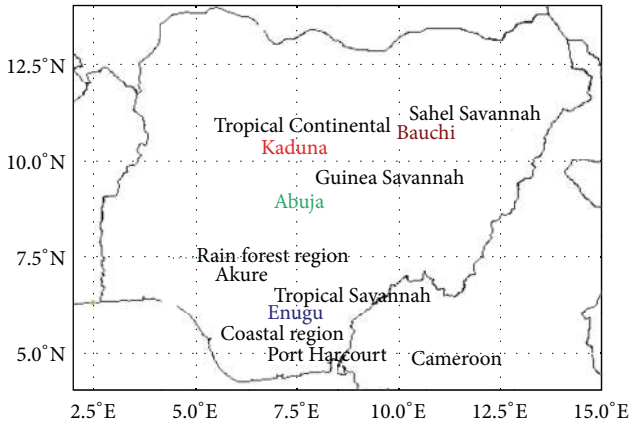 12.5°N
Sahel Savannah
Tropical Continental
Bauchi
Kaduna
10.0°N
Guinea Savannah
Abuja
7.5°N
Rain forest region
Akure
Tropical Savannah
Enugu
Coastal region
5.0°N
Port Harcourt
Cameroon
2.5°E 5.0°E 7.5°E 10.0°E 12.5°E 15.0°E